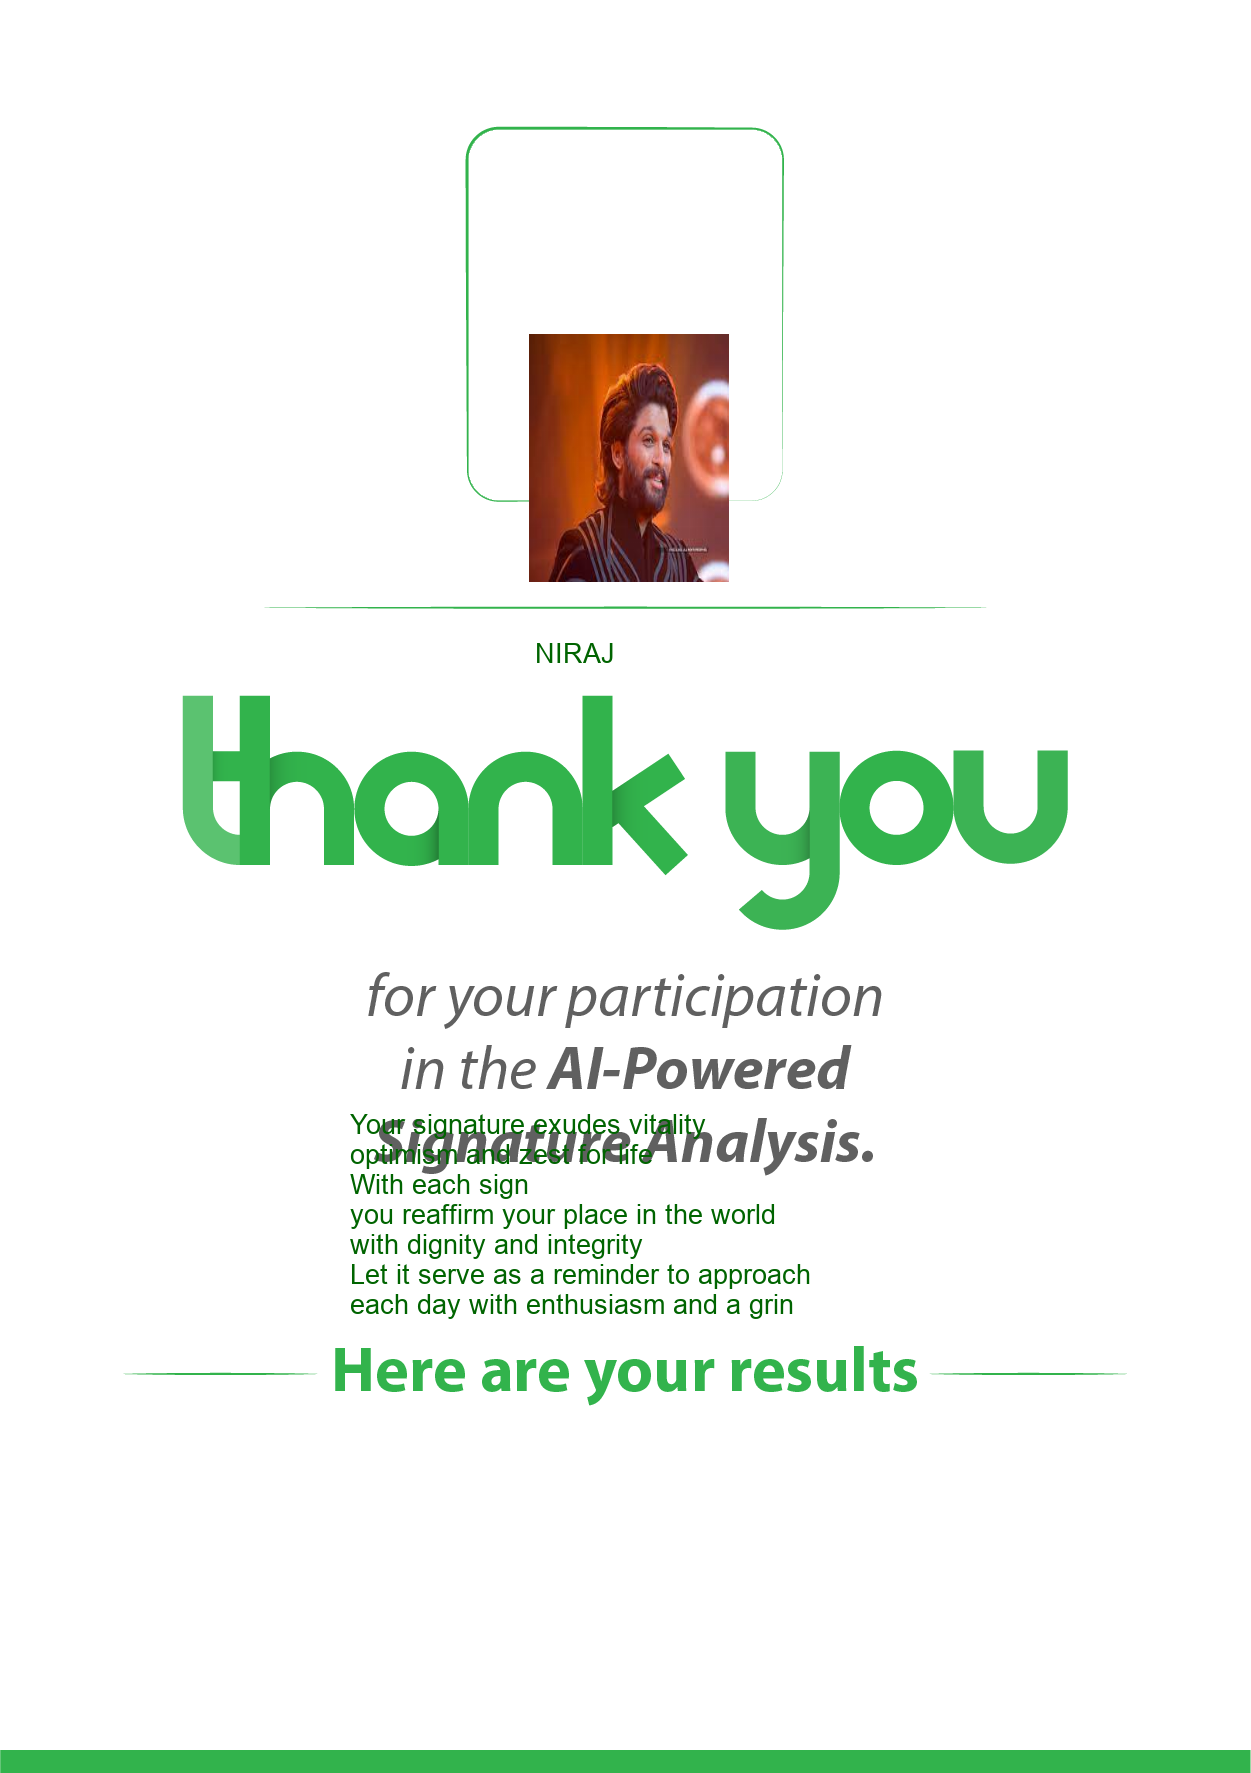 NIRAJ
thank you
for your participation
in the AI-Powered
Signature Analysis.
Your signature exudes vitality
optimism and zest for life
With each sign
you reaffirm your place in the world
with dignity and integrity
Let it serve as a reminder to approach
each day with enthusiasm and a grin
Here are your results